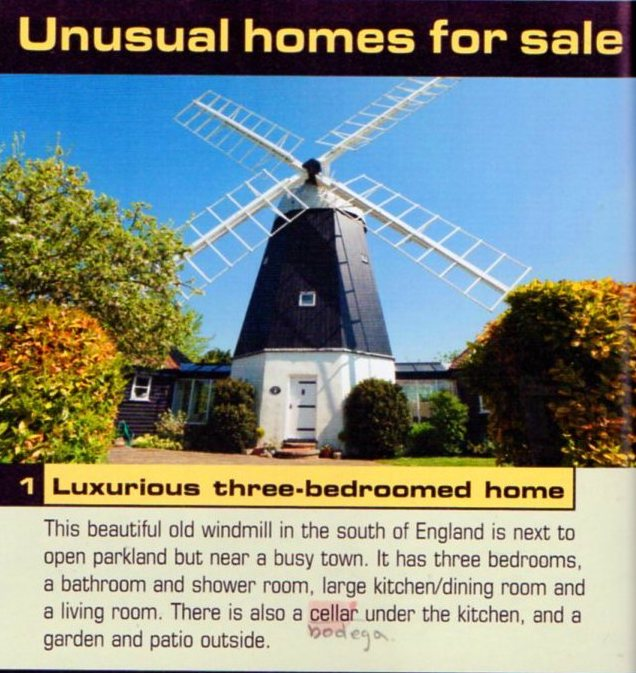 Unusual homes for sale
1 Luxurious three-bedroomed home
This beautiful old windmill in the south of England is next to
open parkland but near a busy town. It has three bedrooms,
a bathroom and shower room, large kitchen/dining room and
a living room. There is also a cellar under the kitchen, and a
bodega.
garden and patio outside.